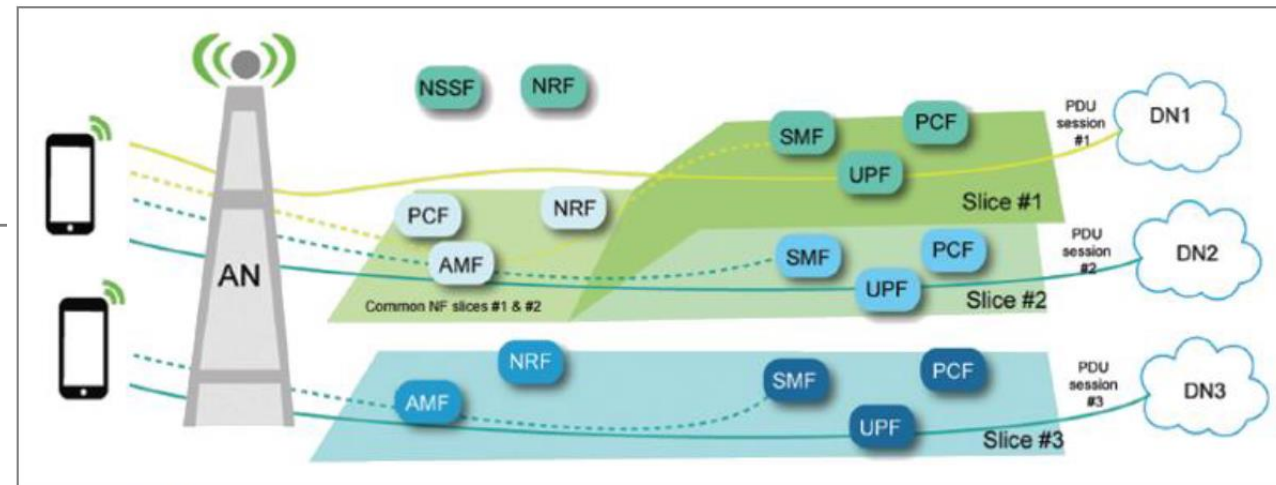 NSSF
NRF
SMF
PCF
UPF
Slice #1
PDU
session
#1
DN1
AN
PCF
NRF
AMF
Common NF slices #1 & #2
SMF
PCF
UPF
Slice #2
PDU
session
#2
DN2
NRF
AMF
SMF
PCF
UPF
Slice #3
PDU
session
#3
DN3